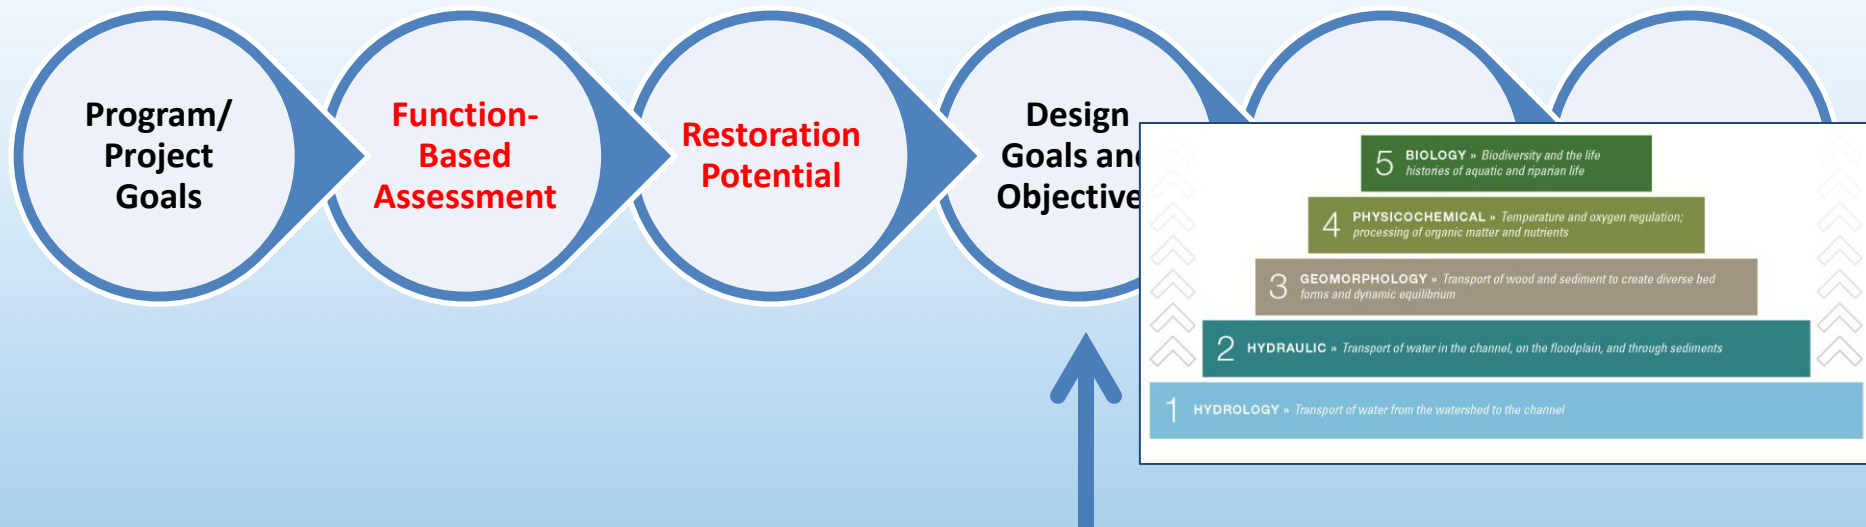 Program/
Project
Goals
Function-
Based
Assessment
Restoration
Potential
Design
Goals an
Objective
5 BIOLOGY » Biodiversity and the life
histories of aquatic and riparian life
4 PHYSICOCHEMICAL » Temperature and oxygen regulation;
processing of organic matter and nutrients
3 GEOMORPHOLOGY » Transport of wood and sediment to create diverse bed
forms and dynamic equilibrium
2 HYDRAULIC » Transport of water in the channel, on the floodplain, and through sediments
1 HYDROLOGY » Transport of water from the watershed to the channel